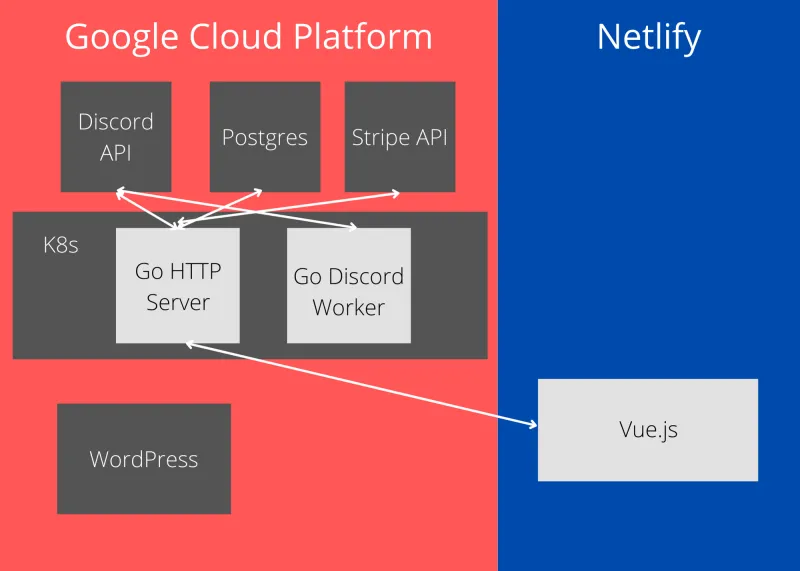 Google Cloud Platform
Netlify
Discord
API
Postgres
Stripe API
K8s
Go HTTP
Server
Go Discord
Worker
Vue.js
WordPress